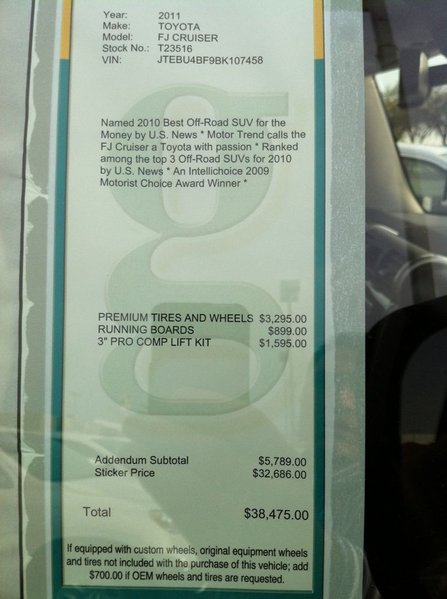 Year: 2011
Make: TOYOTA
Model: FJ CRUISER
Stock No.: T23516
VIN: JTEBU4BF9BK107458
g
Named 2010 Best Off-Road SUV for the
Money by U.S. News * Motor Trend calls the
FJ Cruiser a Toyota with passion * Ranked
among the top 3 Off-Road SUVs for 2010
by U.S. News * An Intellichoice 2009
Motorist Choice Award Winner *
PREMIUM TIRES AND WHEELS $3,295.00
RUNNING BOARDS $899.00
3" PRO COMP LIFT KIT $1,595.00
Addendum Subtotal $5,789.00
Sticker Price $32,686.00
Total $38,475.00
If equipped with custom wheels, original equipment wheels
and tires not included with the purchase of this vehicle; add
$700.00 if OEM wheels and tires are requested.